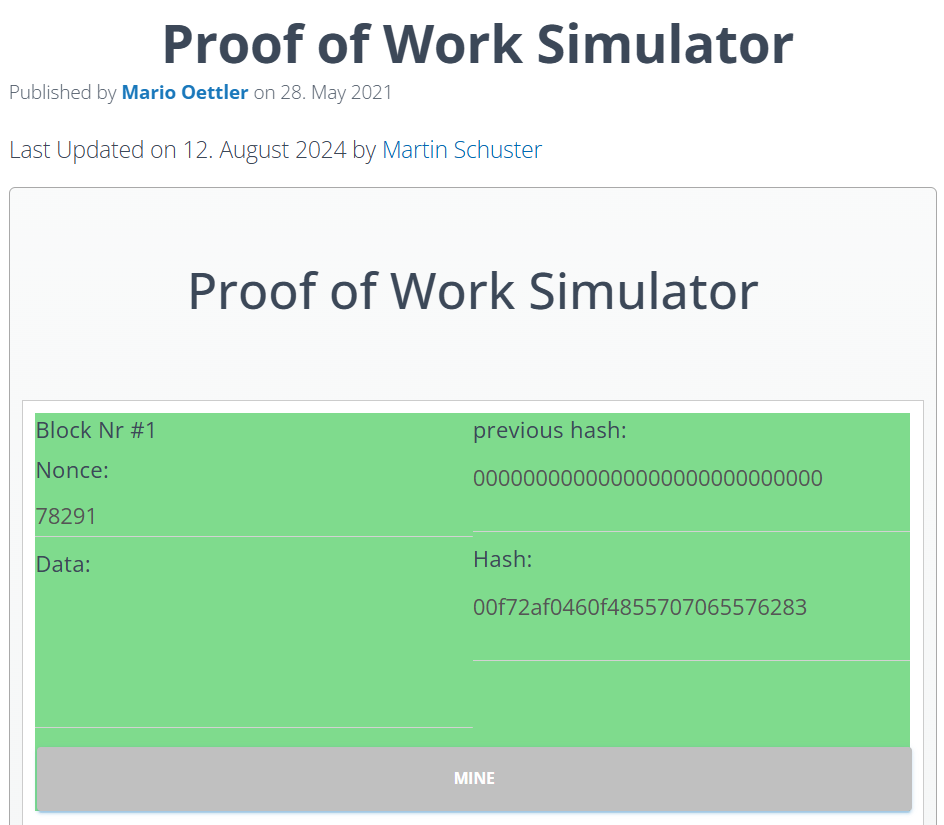 Proof of Work Simulator
Published by Mario Oettler on 28. May 2021
Last Updated on 12. August 2024 by Martin Schuster
Proof of Work Simulator
Block Nr #1
Nonce:
78291
Data:
previous hash:
0000000000000000000000000000
Hash:
00f72af0460f4855707065576283
MINE